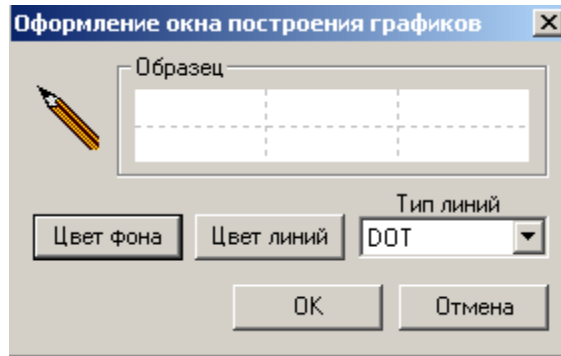 Оформление окна построения графиков
Образец
Тип линий
Цвет фона
Цвет линий
DOT
OK
Отмена